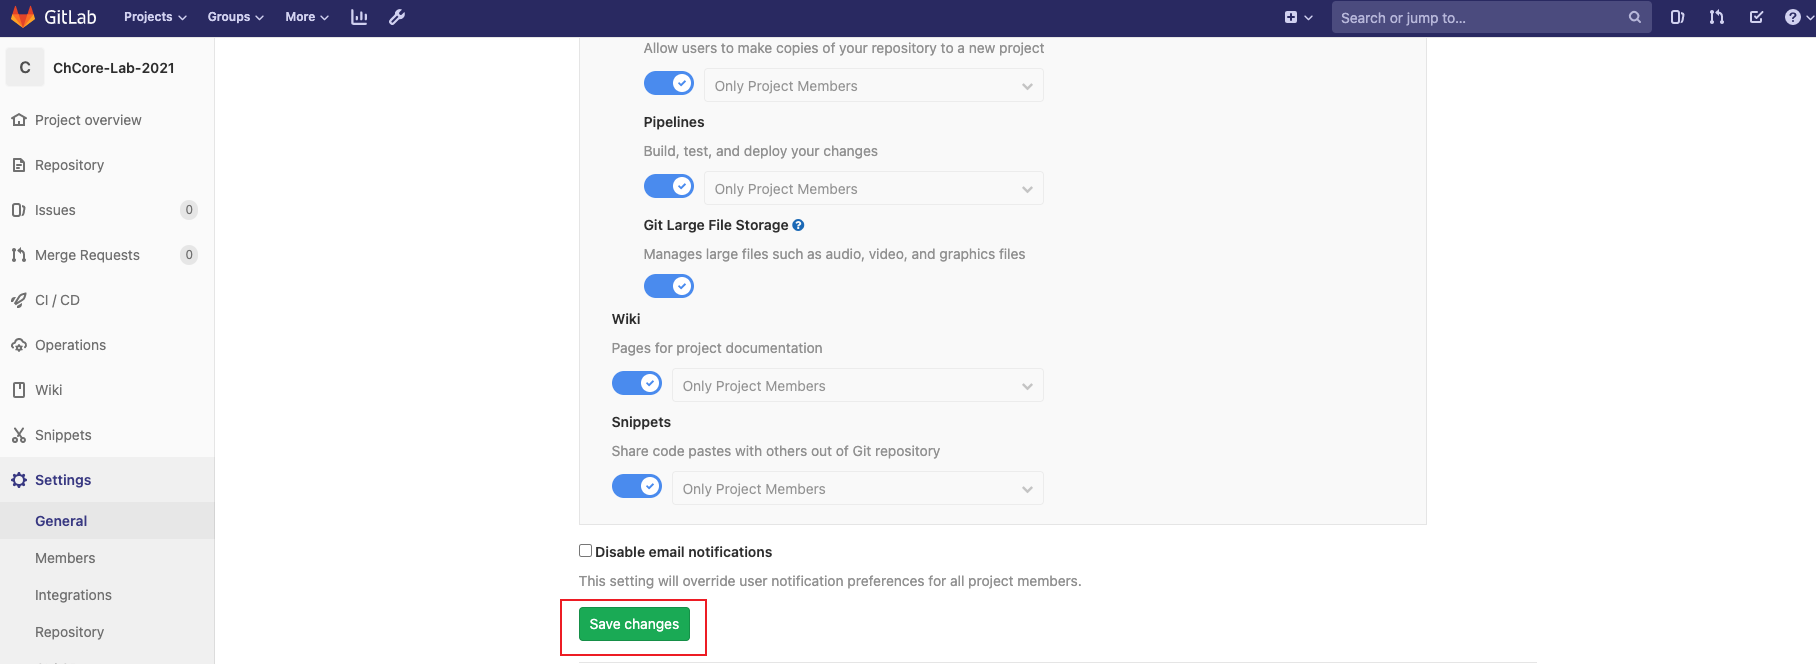 GitLab Projects Groups More Search or jump to...
C ChCore-Lab-2021
Project overview
Repository
Issues 0
Merge Requests 0
CI / CD
Operations
Wiki
Snippets
Settings
General
Members
Integrations
Repository
Allow users to make copies of your repository to a new project
Only Project Members
Pipelines
Build, test, and deploy your changes
Only Project Members
Git Large File Storage ?
Manages large files such as audio, video, and graphics files
Wiki
Pages for project documentation
Only Project Members
Snippets
Share code pastes with others out of Git repository
Only Project Members
Disable email notifications
This setting will override user notification preferences for all project members.
Save changes